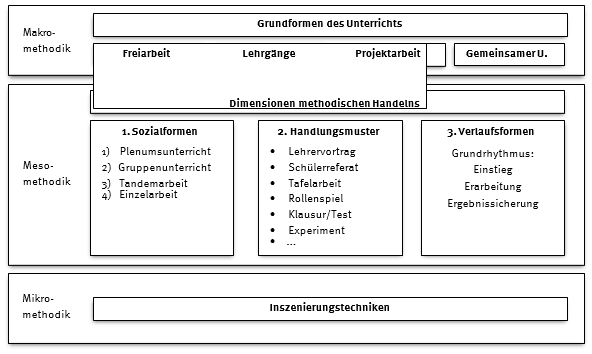 Grundformen des Unterrichts
Makro-
methodik
Freiarbeit Lehrgänge Projektarbeit Gemeinsamer U.
Dimensionen methodischen Handelns
Meso-
methodik
1. Sozialformen
1) Plenumsunterricht
2) Gruppenunterricht
3) Tandemarbeit
4) Einzelarbeit
2. Handlungsmuster
• Lehrervortrag
• Schülerreferat
• Tafelarbeit
• Rollenspiel
• Klausur/Test
• Experiment
• ...
3. Verlaufsformen
Grundrhythmus:
Einstieg
Erarbeitung
Ergebnissicherung
Mikro-
methodik
Inszenierungstechniken